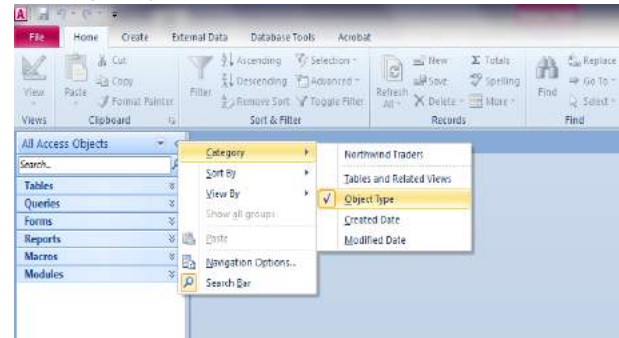 A
File Home Create External Data Database Tools Acrobat
View Paste Cut Copy Format Painter Filter Ascending Descending Remove Sort Selection Advanced Toggle Filter Refresh All New Save Delete Totals Spelling More Find Replace Go To Select
Views Clipboard Sort & Filter Records Find
All Access Objects
Search..
Tables
Queries
Forms
Reports
Macros
Modules
Category
Sort By
View By
Show all groups
Paste
Navigation Options...
Search Bar
Northwind Traders
Tables and Related Views
Object Type
Created Date
Modified Date